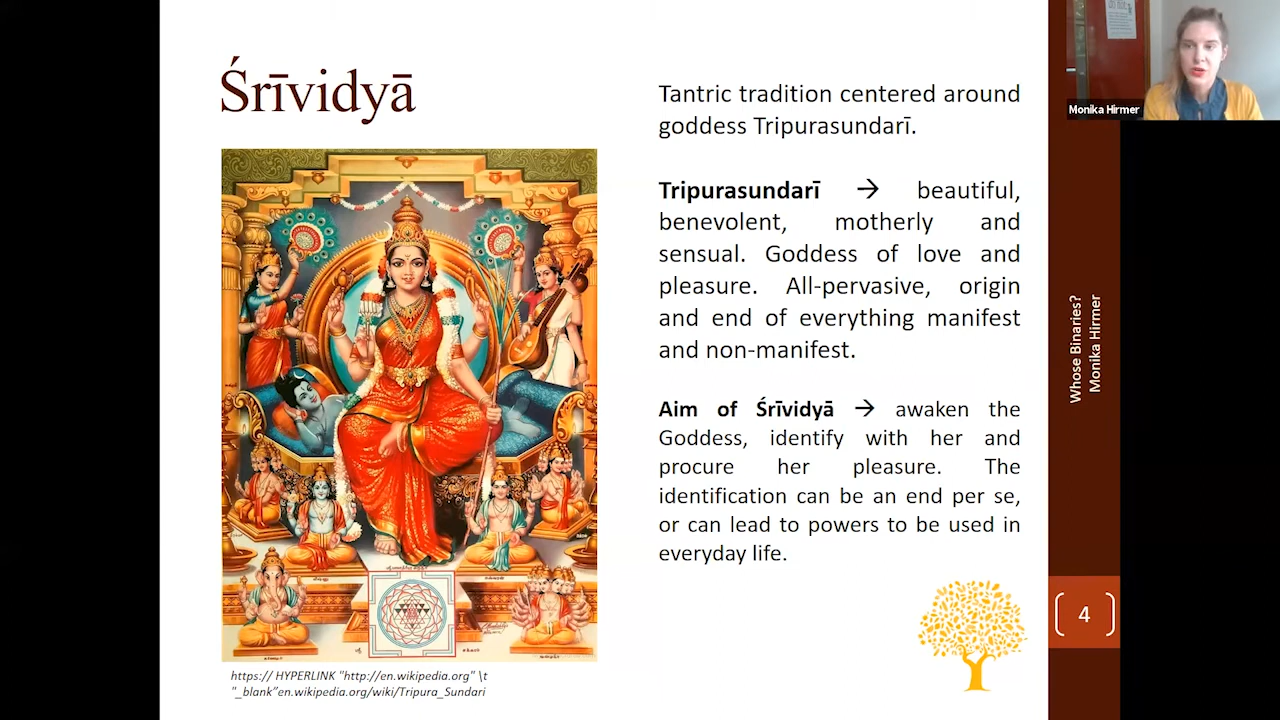 Śrīvidyā
Tantric tradition centered around
goddess Tripurasundarī.
Tripurasundarī → beautiful,
benevolent, motherly and
sensual. Goddess of love and
pleasure. All-pervasive, origin
and end of everything manifest
and non-manifest.
Aim of Śrīvidyā → awaken the
Goddess, identify with her and
procure her pleasure. The
identification can be an end per se,
or can lead to powers to be used in
everyday life.
https:// HYPERLINK "http://en.wikipedia.org" \t
"_blank"en.wikipedia.org/wiki/Tripura_Sundari
Monika Hirmer
Whose Binaries?
Monika Hirmer
4